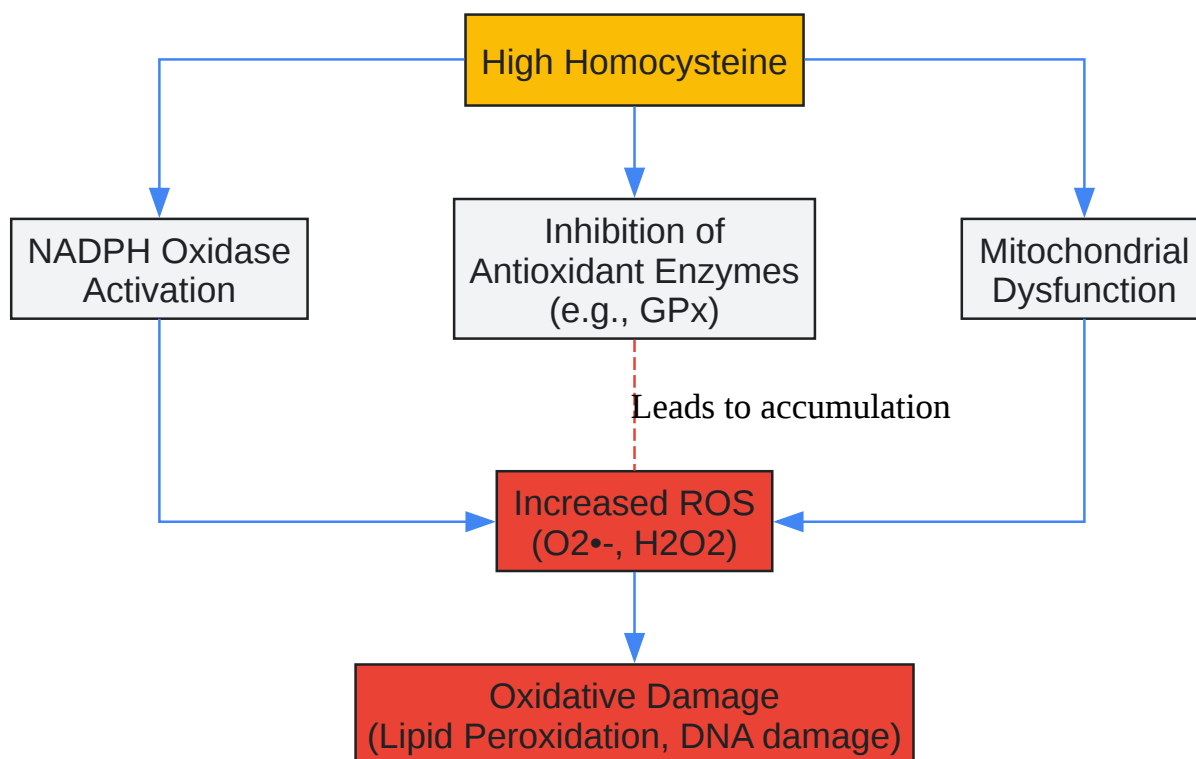 High Homocysteine
NADPH Oxidase
Activation
Inhibition of
Antioxidant Enzymes
(e.g., GPx)
Mitochondrial
Dysfunction
Leads to accumulation
Increased ROS
(O2•-, H2O2)
Oxidative Damage
(Lipid Peroxidation, DNA damage)